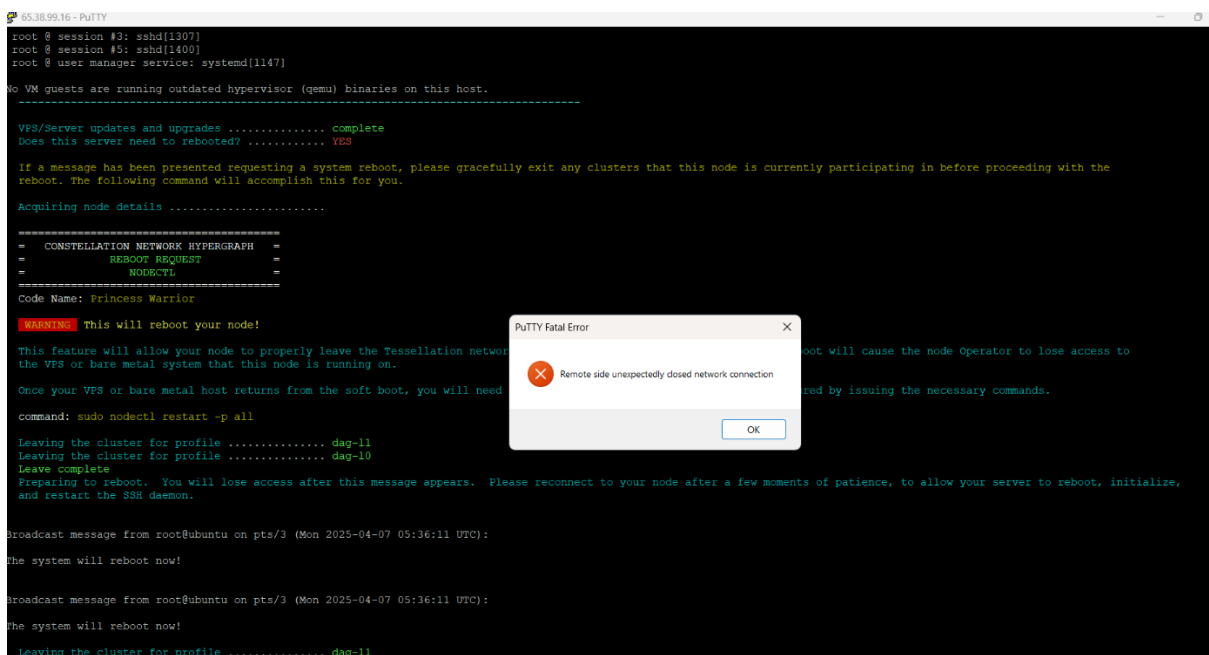 65.38.99.16 - PuTTY
root @ session #3: sshd[1307]
root @ session #5: sshd[1400]
root @ user manager service: systemd[1147]
No VM guests are running outdated hypervisor (qemu) binaries on this host.
VPS/Server updates and upgrades ............... complete
Does this server need to rebooted? ............ YES
If a message has been presented requesting a system reboot, please gracefully exit any clusters that this node is currently participating in before proceeding with the
reboot. The following command will accomplish this for you.
Acquiring node details ........................
========================================
=   CONSTELLATION NETWORK HYPERGRAPH   =
=            REBOOT REQUEST            =
=               NODECTL                =
========================================
Code Name: Princess Warrior
WARNING This will reboot your node!
This feature will allow your node to properly leave the Tessellation networ
oot will cause the node Operator to lose access to
the VPS or bare metal system that this node is running on.
Once your VPS or bare metal host returns from the soft boot, you will need
red by issuing the necessary commands.
command: sudo nodectl restart -p all
PuTTY Fatal Error
Remote side unexpectedly closed network connection
OK
Leaving the cluster for profile ............... dag-l1
Leaving the cluster for profile ............... dag-l0
Leave complete
Preparing to reboot.  You will lose access after this message appears.  Please reconnect to your node after a few moments of patience, to allow your server to reboot, initialize,
and restart the SSH daemon.
Broadcast message from root@ubuntu on pts/3 (Mon 2025-04-07 05:36:11 UTC):
The system will reboot now!
Broadcast message from root@ubuntu on pts/3 (Mon 2025-04-07 05:36:11 UTC):
The system will reboot now!
Leaving the cluster for profile ............... dag-l1